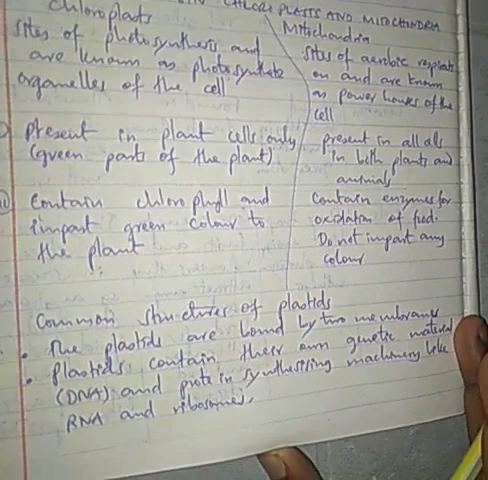 CHLOROPLASTS AND MITOCHONDRIA
Chloroplasts
Sites of photosynthesis and
are known as photosynthate
organelles of the cell
Present in plant cells only
(green parts of the plant)
Contain chlorophyll and
impart green colour to
the plant
Mitochondria
Sites of aerobic respirati
on and are known
as power houses of the
cell
present in all cells
in both plants and
animals
Contain enzymes for
oxidation of food.
Do not impart any
colour
Common structures of plastids
• The plastids are bound by two membranes
• Plastids contain their own genetic material
(DNA) and protein synthesising machinery like
RNA and ribosomes.